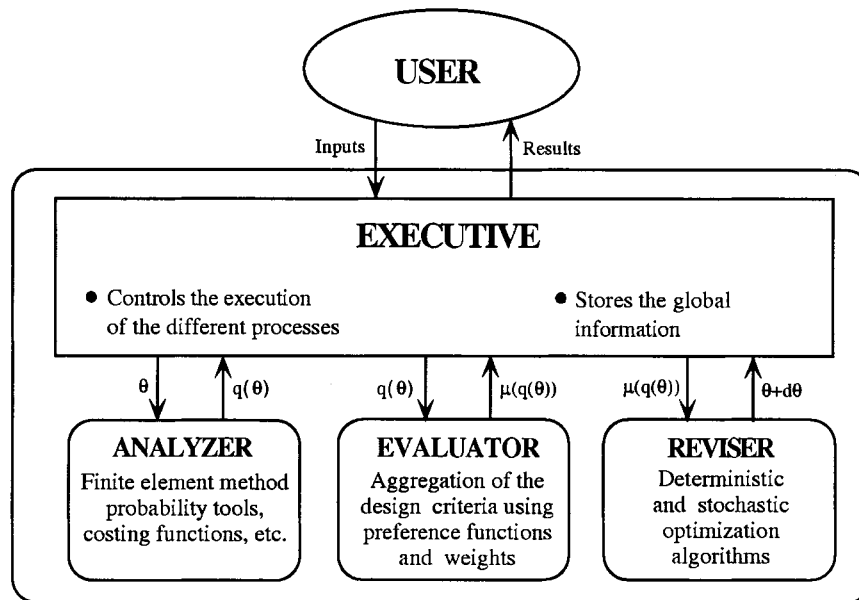 USER
Inputs
Results
EXECUTIVE
● Controls the execution
of the different processes
● Stores the global
information
θ
q(θ)
q(θ)
μ(q(θ))
μ(q(θ))
θ+dθ
ANALYZER
Finite element method
probability tools,
costing functions, etc.
EVALUATOR
Aggregation of the
design criteria using
preference functions
and weights
REVISER
Deterministic
and stochastic
optimization
algorithms